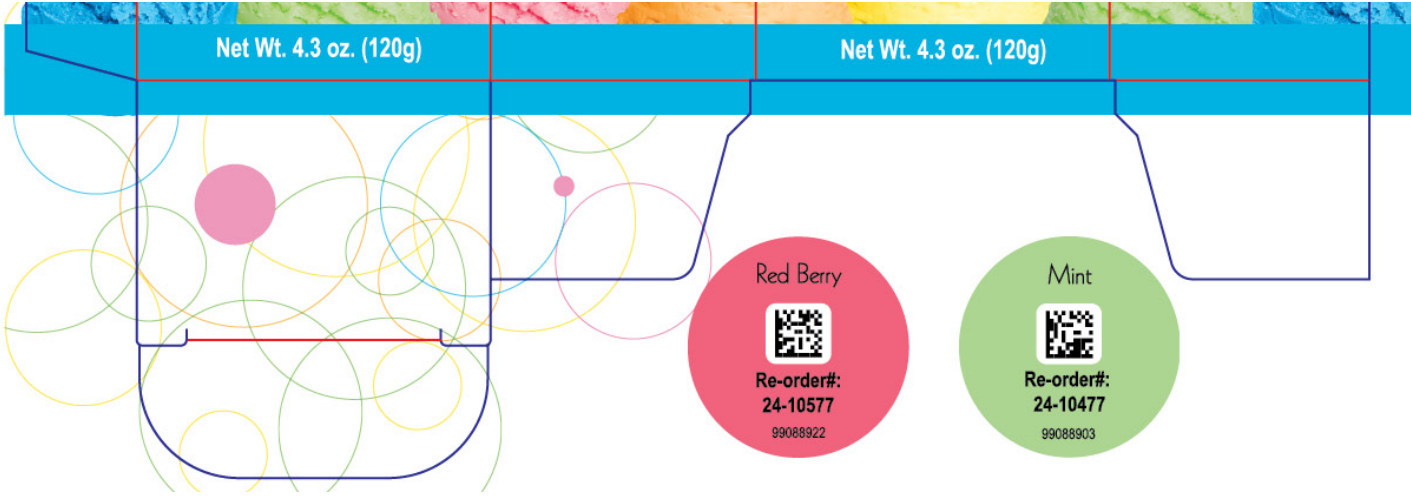 Net Wt. 4.3 oz. (120g)
Net Wt. 4.3 oz. (120g)
Red Berry
Re-order#:
24-10577
99088922
Mint
Re-order#:
24-10477
99088903